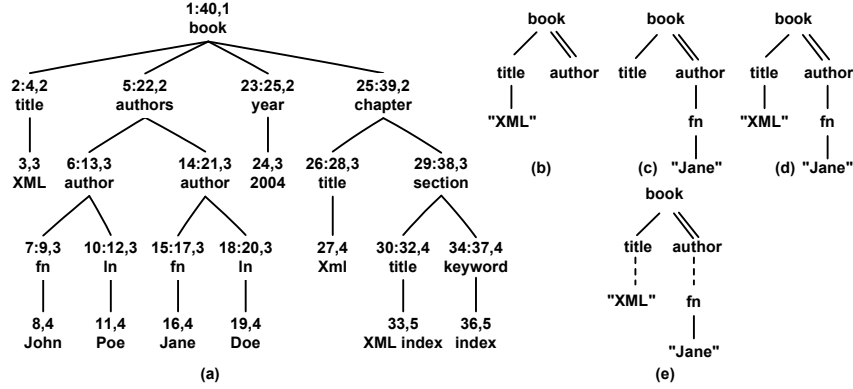 1:40,1
book
2:4,2
title
5:22,2
authors
23:25,2
year
25:39,2
chapter
3,3
XML
6:13,3
author
14:21,3
author
24,3
2004
26:28,3
title
29:38,3
section
7:9,3
fn
10:12,3
ln
15:17,3
fn
18:20,3
ln
27,4
Xml
30:32,4
title
34:37,4
keyword
8,4
John
11,4
Poe
16,4
Jane
19,4
Doe
33,5
XML index
36,5
index
(a)
book
title author
"XML"
(b)
book
title author
fn
(c) "Jane"
book
title author
"XML" fn
(d) "Jane"
book
title author
"XML" fn
"Jane"
(e)